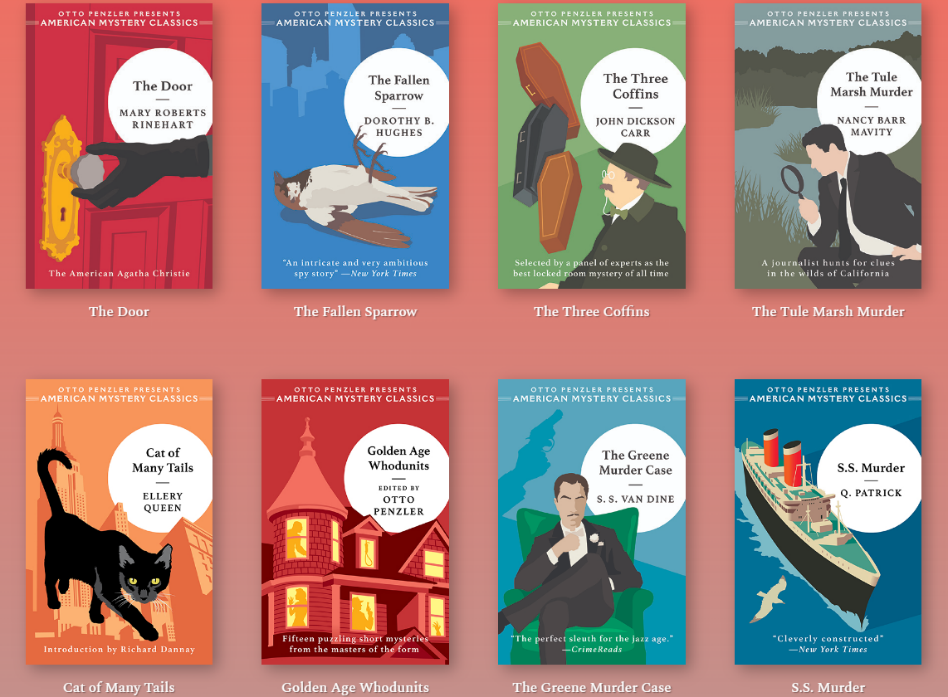 OTTO PENZLER PRESENTS
AMERICAN MYSTERY CLASSICS
The Door
MARY ROBERTS
RINEHART
The American Agatha Christie
The Door
OTTO PENZLER PRESENTS
AMERICAN MYSTERY CLASSICS
The Fallen
Sparrow
DOROTHY B.
HUGHES
"An intricate and very ambitious
spy story" —New York Times
The Fallen Sparrow
OTTO PENZLER PRESENTS
AMERICAN MYSTERY CLASSICS
The Three
Coffins
JOHN DICKSON
CARR
Selected by a panel of experts as the
best locked room mystery of all time
The Three Coffins
OTTO PENZLER PRESENTS
AMERICAN MYSTERY CLASSICS
The Tule
Marsh Murder
NANCY BARR
MAVITY
A journalist hunts for clues
in the wilds of California
The Tule Marsh Murder
OTTO PENZLER PRESENTS
AMERICAN MYSTERY CLASSICS
Cat of
Many Tails
ELLERY
QUEEN
Introduction by Richard Dannay
Cat of Many Tails
OTTO PENZLER PRESENTS
AMERICAN MYSTERY CLASSICS
Golden Age
Whodunits
EDITED BY
OTTO
PENZLER
Fifteen puzzling short mysteries
from the masters of the form
Golden Age Whodunits
OTTO PENZLER PRESENTS
AMERICAN MYSTERY CLASSICS
The Greene
Murder Case
S. S. VAN DINE
"The perfect sleuth for the jazz age."
—CrimeReads
The Greene Murder Case
OTTO PENZLER PRESENTS
AMERICAN MYSTERY CLASSICS
S.S. Murder
Q. PATRICK
"Cleverly constructed"
—New York Times
S.S. Murder